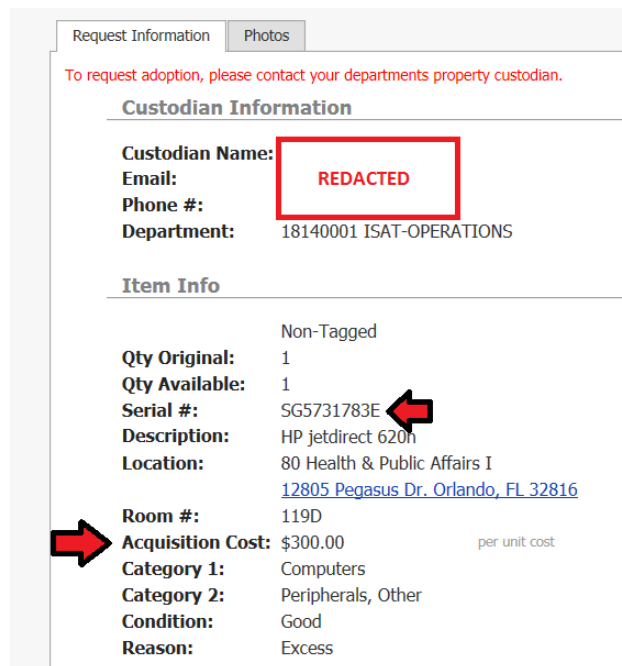 Request Information Photos
To request adoption, please contact your departments property custodian.
Custodian Information
Custodian Name:
Email: REDACTED
Phone #:
Department: 18140001 ISAT-OPERATIONS
Item Info
Non-Tagged
Qty Original: 1
Qty Available: 1
Serial #: SG5731783E
Description: HP jetdirect 620n
Location: 80 Health & Public Affairs I
12805 Pegasus Dr. Orlando, FL 32816
Room #: 119D
Acquisition Cost: $300.00 per unit cost
Category 1: Computers
Category 2: Peripherals, Other
Condition: Good
Reason: Excess